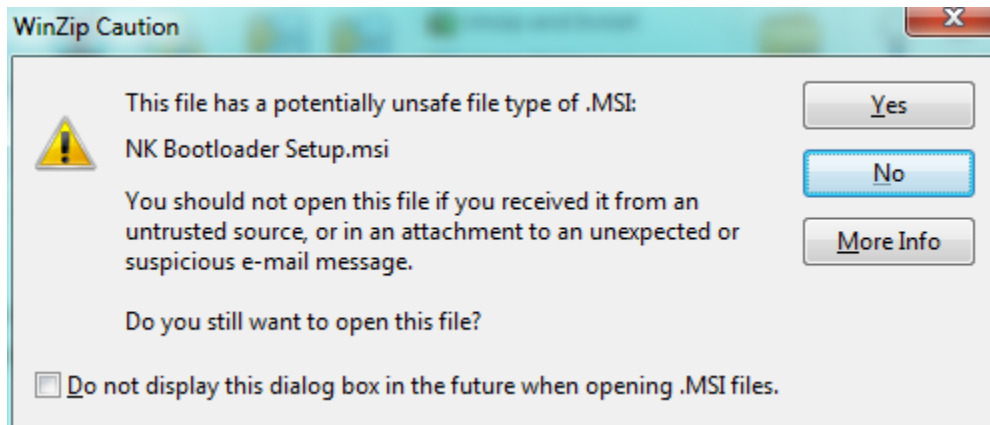 WinZip Caution
This file has a potentially unsafe file type of .MSI:
Yes
NK Bootloader Setup.msi
No
You should not open this file if you received it from an
untrusted source, or in an attachment to an unexpected or
suspicious e-mail message.
More Info
Do you still want to open this file?
Do not display this dialog box in the future when opening .MSI files.